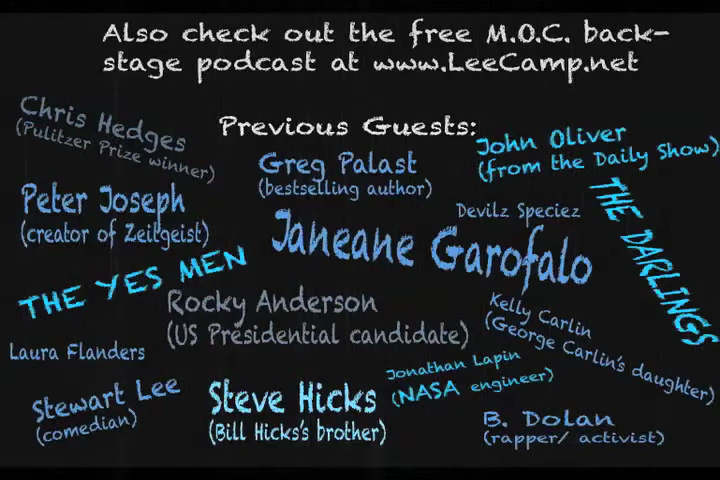 Also check out the free M.O.C. back-
stage podcast at www.LeeCamp.net
Previous Guests:
Chris Hedges
(Pulitzer Prize winner)
Greg Palast
(bestselling author)
John Oliver
(from the Daily Show)
Peter Joseph
(creator of Zeitgeist)
Devilz Speciez
Janeane Garofalo
THE DARLINGS
THE YES MEN
Rocky Anderson
(US Presidential candidate)
Kelly Carlin
(George Carlin's daughter)
Laura Flanders
Jonathan Lapin
(NASA engineer)
Stewart Lee
(comedian)
Steve Hicks
(Bill Hicks's brother)
B. Dolan
(rapper/ activist)